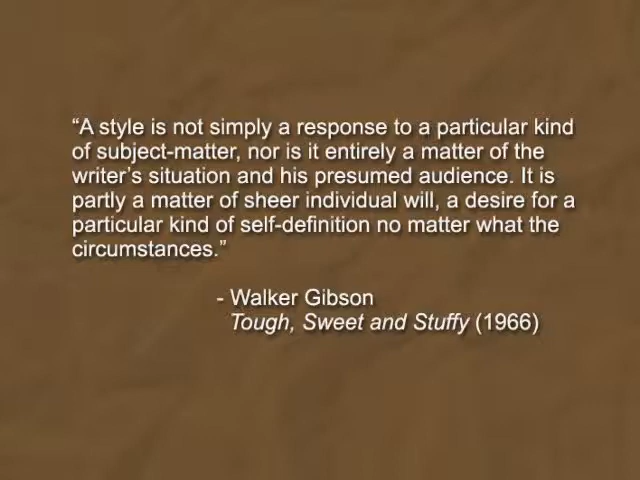 “A style is not simply a response to a particular kind
of subject-matter, nor is it entirely a matter of the
writer’s situation and his presumed audience. It is
partly a matter of sheer individual will, a desire for a
particular kind of self-definition no matter what the
circumstances.”
- Walker Gibson
Tough, Sweet and Stuffy (1966)